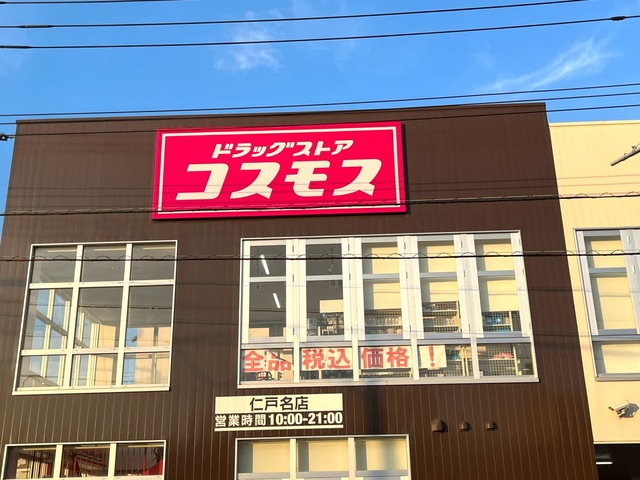 ドラッグストア
コスモス
全品 税込 価格！
仁戸名店
営業時間 10:00-21:00